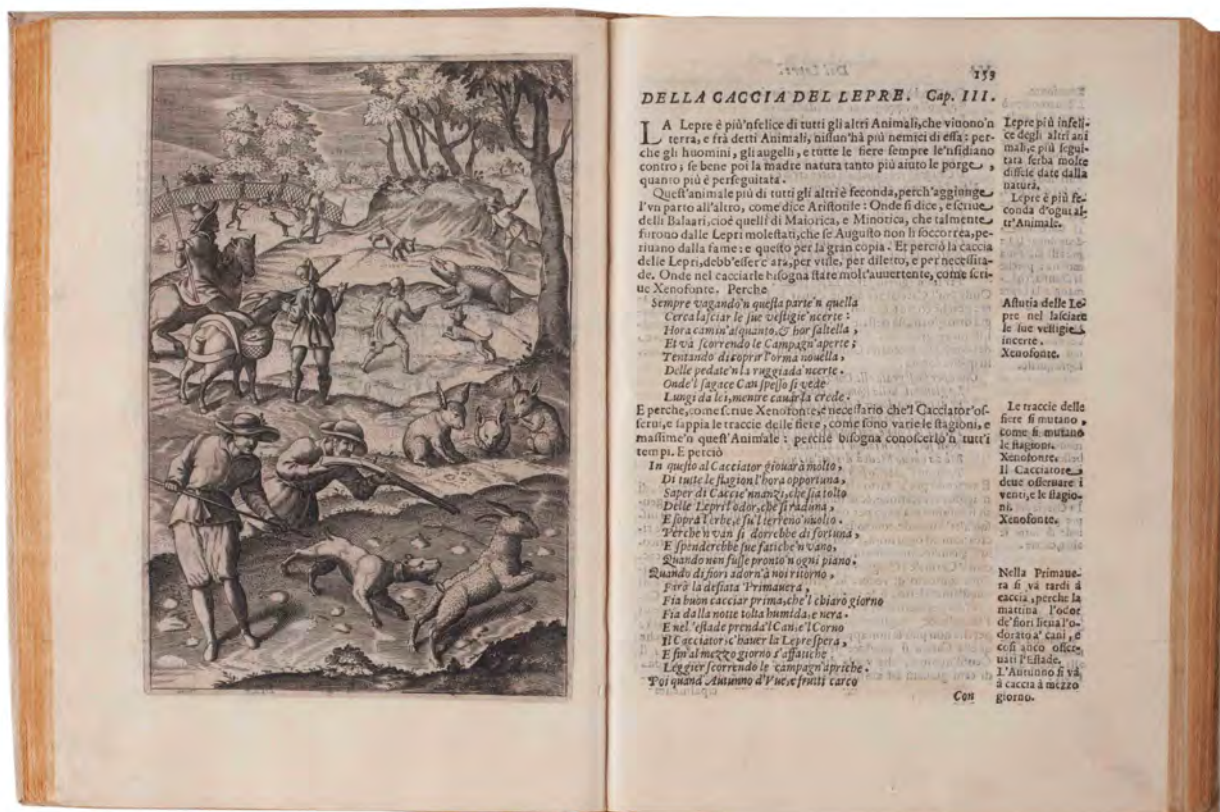 159
DELLA CACCIA DEL LEPRE. Cap. III.
LA Lepre è più'nfelice di tutti gli altri Animali, che viuono'n
terra, e frà detti Animali, nissun'hà più nemici di essa: per-
che gli huomini, gli augelli, e tutte le fiere sempre le'nsidiano
contro; se bene poi la madre natura tanto più aiuto le porge,
quanto più è perseguitata.
Quest'animale più di tutti gli altri è feconda, perch'aggiunge
l'vn parto all'altro, come dice Aristotile: Onde si dice, e scriue
delli Balaari, cioè quelli di Maiorica, e Minorica, che talmente
furono dalle Lepri molestati, che se Augusto non li soccorrea, pe-
riuano dalla fame: e questo per la gran copia. Et perciò la caccia
delle Lepri, debb'esser per vtile, per diletto, e per necessita-
de. Onde nel cacciarle bisogna stare molt'auuertente, come scri-
ue Xenofonte. Perche
Sempre vagando'n questa parte'n quella
Cerca lasciar le sue vestigie'ncerte:
Hora camin'alquanto, & hor saltella,
Et và scorrendo le Campagn'aperte;
Tentando di coprir l'orma nouella,
Delle pedate'n la ruggiada'ncerte.
Onde'l sagace Can spesso si vede
Lungi da lei, mentre cauarla crede.
E perche, come scriue Xenofonte, è necessario che'l Cacciator'os-
serui, e sappia le traccie delle fiere, come sono varie le stagioni, e
massime'n quest'Animale: perche bisogna conoscerlo'n tutt'i
tempi. E perciò
In questo al Cacciator giouarà molto,
Di tutte le stagion l'hora opportuna,
Saper di Caccie'nnanzi, che sia tolto
Delle Lepri l'odor, che si raduna,
E sopra l'erbe, e su'l terreno'nuolto.
Perche'n van si dorrebbe di fortuna,
E spenderebbe sue fatiche'n vano,
Quando non fusse pronto'n ogni piano.
Quando di fiori adorn'à noi ritorno,
Farà la desiata Primauera,
Fia buon cacciar prima, che'l chiarò giorno
Fia dalla notte tolta humida, e nera.
E nel'estade prenda'l Can, e'l Corno
Il Cacciator, c'hauer la Lepre spera,
E fin'al mezzo giorno s'affatiche
Leggier scorrendo le campagn'apriche.
Poi quand'Autunno d'Vue, e frutti carco
Con
Lepre più infeli-
ce degli altri ani
mali, e più segui-
tata serba molte
diffese date dalla
natura.
Lepre è più fe-
conda d'ogni al-
tr'Animale.
Astutia delle Le-
pre nel lasciare
le sue vestigie
incerte.
Xenofonte.
Le traccie delle
fiere si mutano,
come si mutano
le stagioni.
Xenofonte.
Il Cacciatore
deue osseruare i
venti, e le stagio-
ni.
Xenofonte.
Nella Primaue-
ra si và tardi à
caccia, perche la
mattina l'odor
de' fiori l'o-
dorato a' cani, e
così anco osser-
uati l'Estade.
L'Autunno si và
à caccia à mezzo
giorno.